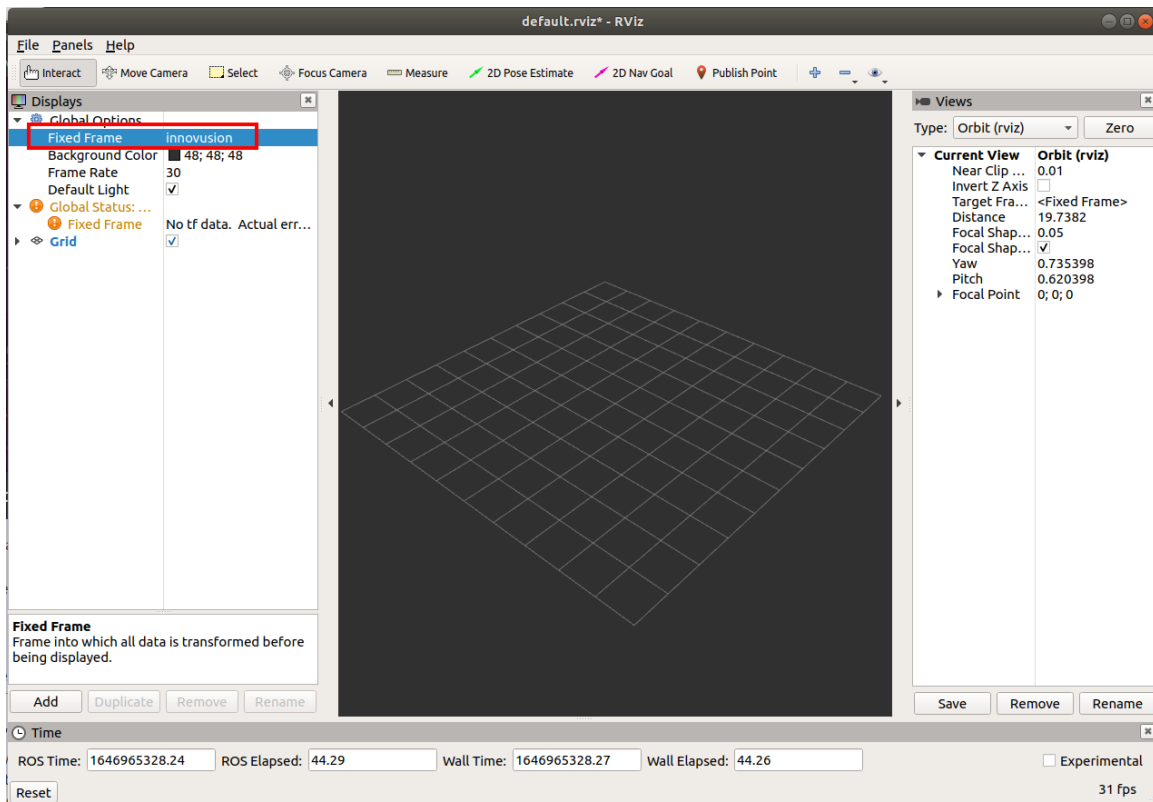 default.rviz* - RViz
File Panels Help
Interact Move Camera Select Focus Camera Measure 2D Pose Estimate 2D Nav Goal Publish Point
Displays
Global Options
Fixed Frame innovusion
Background Color 48; 48; 48
Frame Rate 30
Default Light
Global Status: ...
Fixed Frame No tf data. Actual err...
Grid
Fixed Frame
Frame into which all data is transformed before
being displayed.
Add Duplicate Remove Rename
Views
Type: Orbit (rviz) Zero
Current View Orbit (rviz)
Near Clip ... 0.01
Invert Z Axis
Target Fra... <Fixed Frame>
Distance 19.7382
Focal Shap... 0.05
Focal Shap...
Yaw 0.735398
Pitch 0.620398
Focal Point 0; 0; 0
Save Remove Rename
Time
ROS Time: 1646965328.24 ROS Elapsed: 44.29 Wall Time: 1646965328.27 Wall Elapsed: 44.26 Experimental
Reset 31 fps